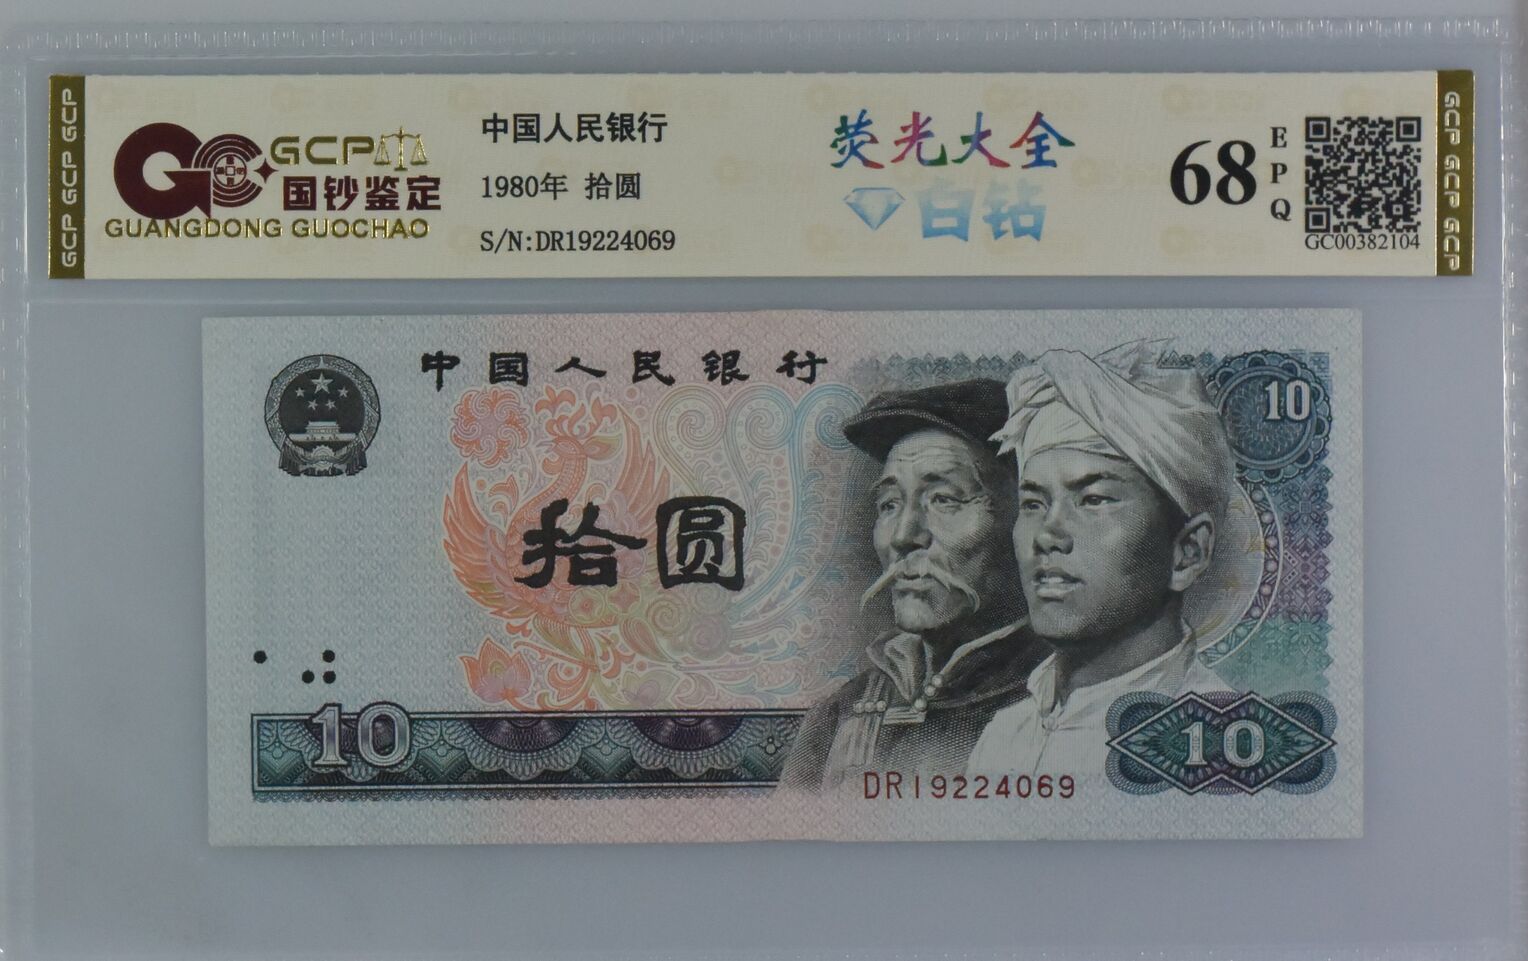 GCP GCP GCP
GCP
国钞鉴定
GUANGDONG GUOCHAO
中国人民银行
1980年 拾圆
S/N:DR19224069
荧光大全
白钻
68
EPQ
GC00382104
GCP GCP GCP
中国人民银行
10
拾圆
10
10
DR19224069